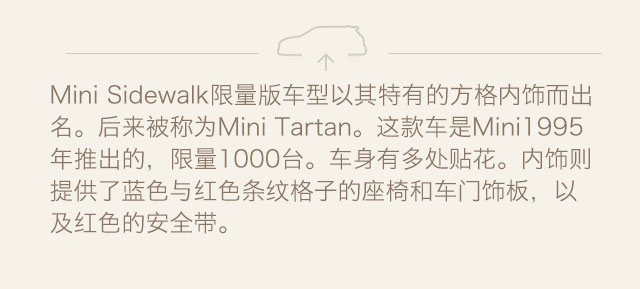 Mini Sidewalk限量版车型以其特有的方格内饰而出
名。后来被称为Mini Tartan。这款车是Mini1995
年推出的，限量1000台。车身有多处贴花。内饰则
提供了蓝色与红色条纹格子的座椅和车门饰板，以
及红色的安全带。